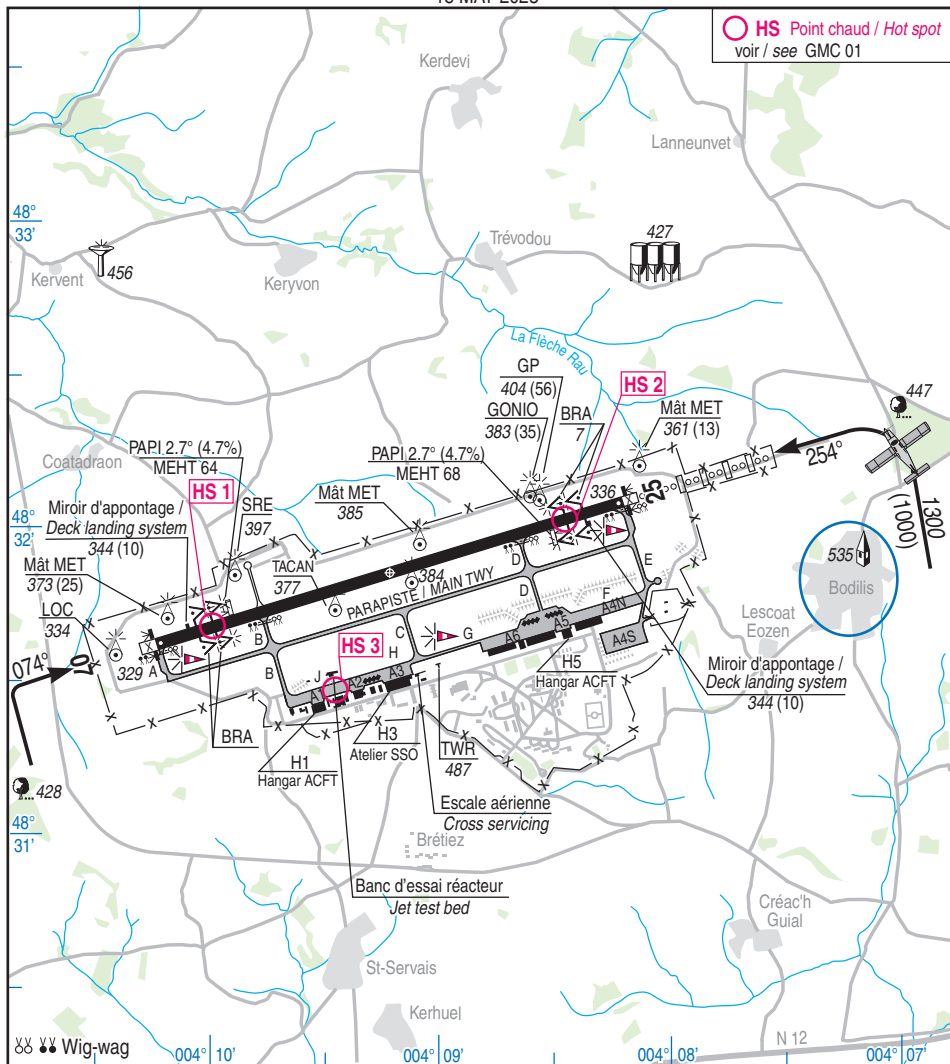 HS Point chaud / Hot spot
voir / see GMC 01
Kerdevi
Lanneunvet
48°
33'
456
Kervent
Keryvon
Trévodou
427
La Flèche Rau
GP
404 (56)
GONIO
383 (35)
HS 2
BRA
7
Mât MET
361 (13)
447
254°
1300
(1000)
PAPI 2.7° (4.7%)
MEHT 64
PAPI 2.7° (4.7%)
MEHT 68
Coatadraon
HS 1
SRE
397
Mât MET
385
336
25
Miroir d'appontage /
Deck landing system
344 (10)
48°
32'
Mât MET
373 (25)
TACAN
377
384
PARAPISTE / MAIN TWY
D
E
535
Bodilis
LOC
334
HS 3
B
C
D
F
A4N
Lescoat
Eozen
074°
07
329
A
B
J
A1
A2
A3
H
G
A6
A5
A4S
H5
Hangar ACFT
Miroir d'appontage /
Deck landing system
344 (10)
BRA
H1
Hangar ACFT
H3
Atelier SSO
TWR
487
428
Escale aérienne
Cross servicing
48°
31'
Brétiez
Banc d'essai réacteur
Jet test bed
Créac'h
Guial
St-Servais
Kerhuel
N 12
Wig-wag
004° 10'
004° 09'
004° 08'
004° 07'